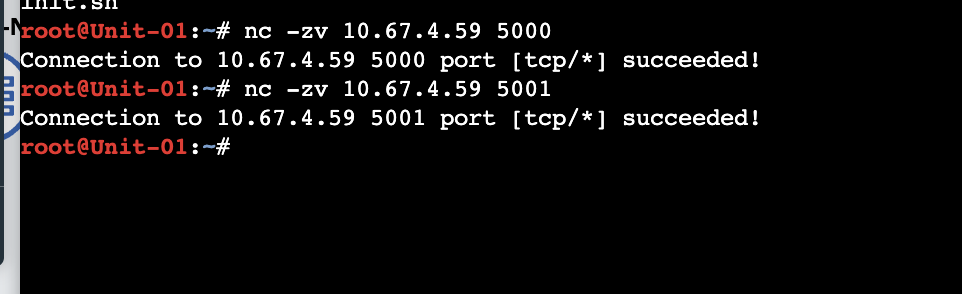 init.sh
-N
root@Unit-01:~# nc -zv 10.67.4.59 5000
Connection to 10.67.4.59 5000 port [tcp/*] succeeded!
root@Unit-01:~# nc -zv 10.67.4.59 5001
Connection to 10.67.4.59 5001 port [tcp/*] succeeded!
root@Unit-01:~#